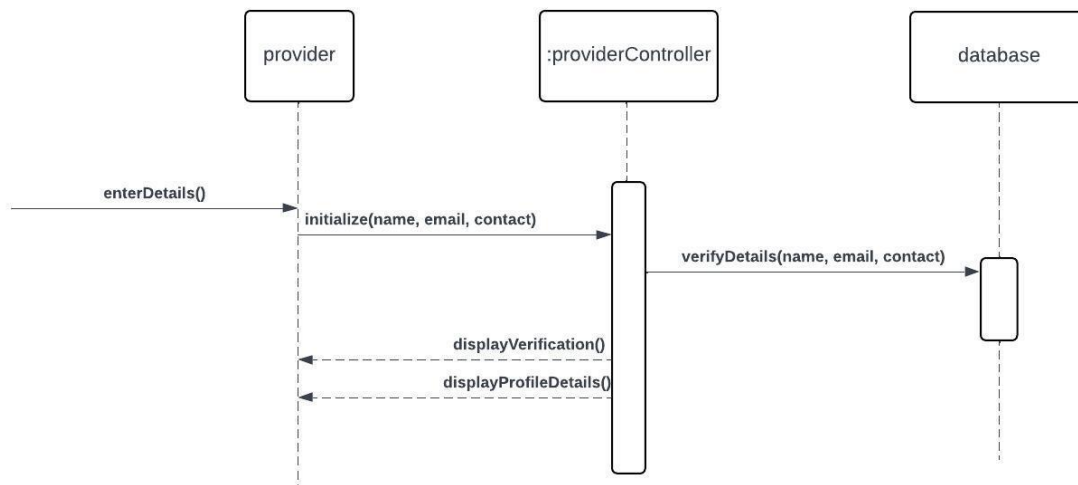 provider
:providerController
database
enterDetails()
initialize(name, email, contact)
verifyDetails(name, email, contact)
displayVerification()
displayProfileDetails()